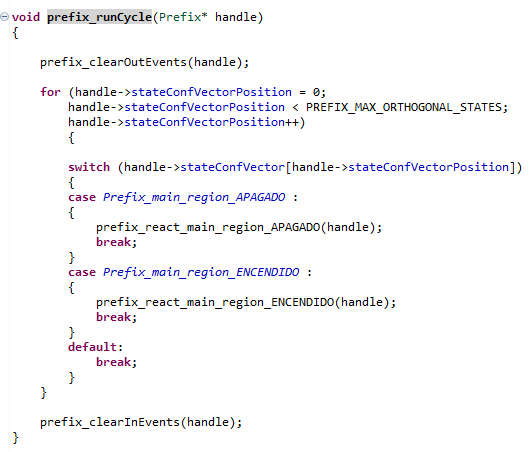 void prefix_runCycle(Prefix* handle)
{
prefix_clearOutEvents(handle);
for (handle->stateConfVectorPosition = 0;
handle->stateConfVectorPosition < PREFIX_MAX_ORTHOGONAL_STATES;
handle->stateConfVectorPosition++)
{
switch (handle->stateConfVector[handle->stateConfVectorPosition])
{
case Prefix_main_region_APAGADO :
{
prefix_react_main_region_APAGADO(handle);
break;
}
case Prefix_main_region_ENCENDIDO :
{
prefix_react_main_region_ENCENDIDO(handle);
break;
}
default:
break;
}
}
prefix_clearInEvents(handle);
}